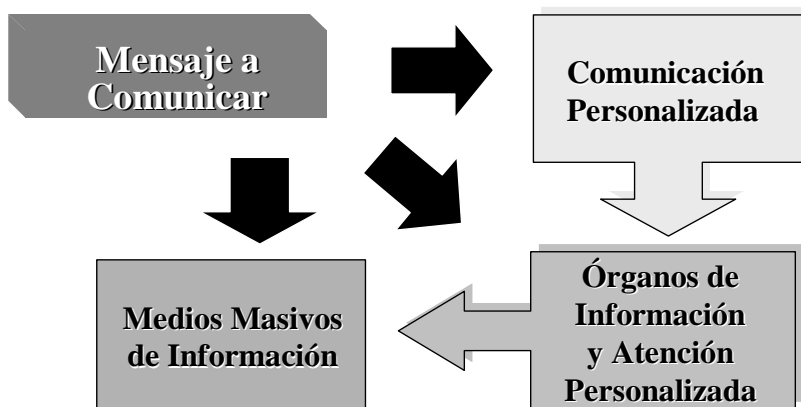 Mensaje a
Comunicar
Comunicación
Personalizada
Medios Masivos
de Información
Órganos de
Información
y Atención
Personalizada